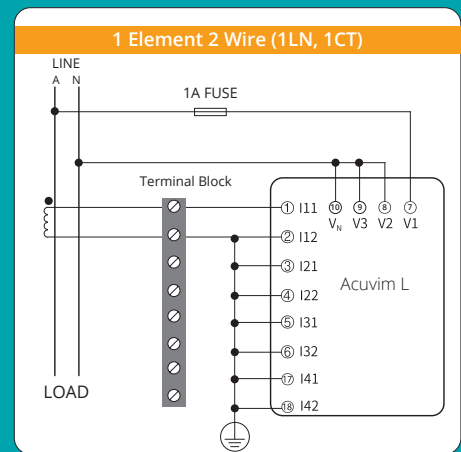 1 Element 2 Wire (1LN, 1CT)
LINE
A N
1A FUSE
Terminal Block
10 9 8 7
VN V3 V2 V1
1 I11
2 I12
3 I21
4 I22
5 I31
6 I32
17 I41
18 I42
Acuvim L
LOAD